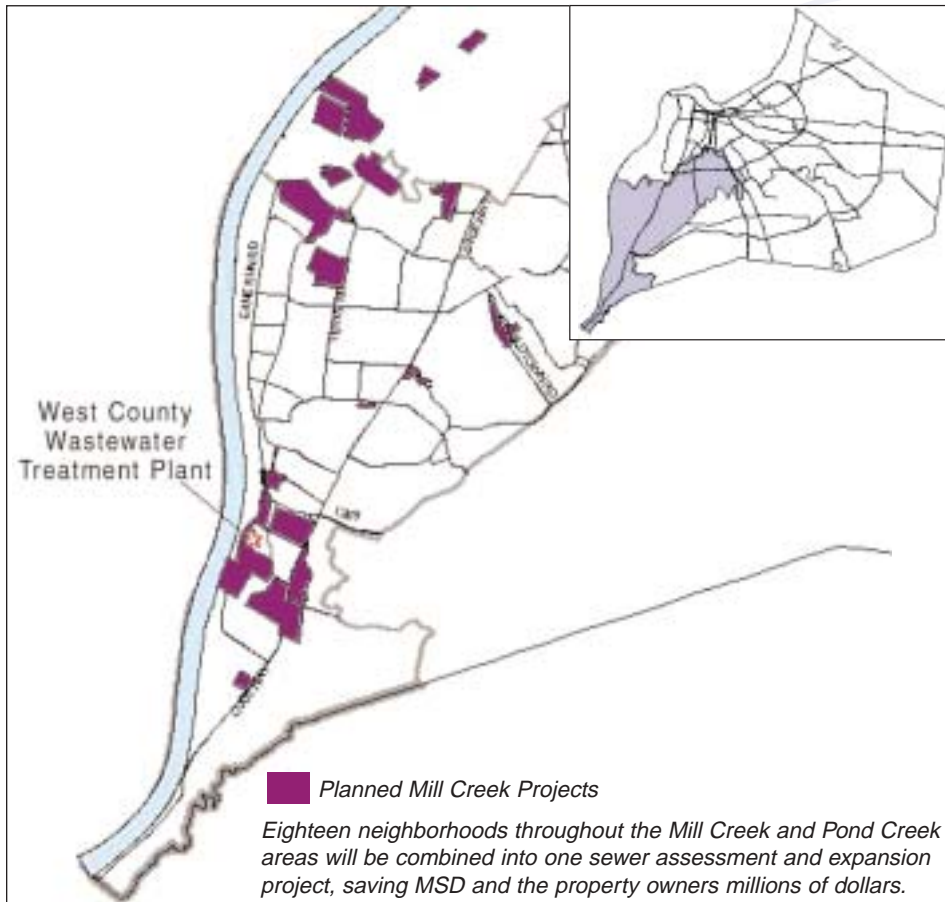 West County
Wastewater
Treatment Plant
Planned Mill Creek Projects
Eighteen neighborhoods throughout the Mill Creek and Pond Creek
areas will be combined into one sewer assessment and expansion
project, saving MSD and the property owners millions of dollars.